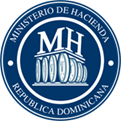 MINISTERIO DE HACIENDA
MH
REPUBLICA DOMINICANA